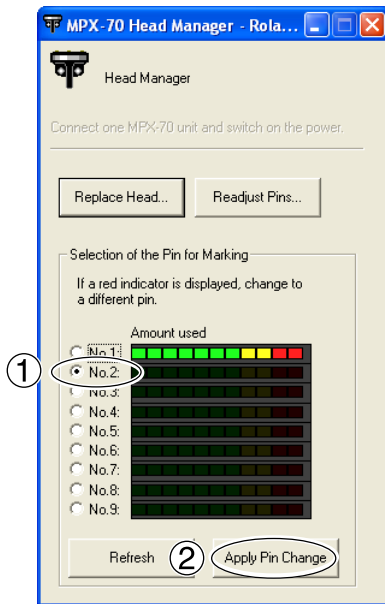 MPX-70 Head Manager - Rola...
Head Manager
Connect one MPX-70 unit and switch on the power.
Replace Head...
Readjust Pins...
Selection of the Pin for Marking
If a red indicator is displayed, change to
a different pin.
Amount used
No.1:
1
No.2:
No.3:
No.4:
No.5:
No.6:
No.7:
No.8:
No.9:
Refresh
2
Apply Pin Change